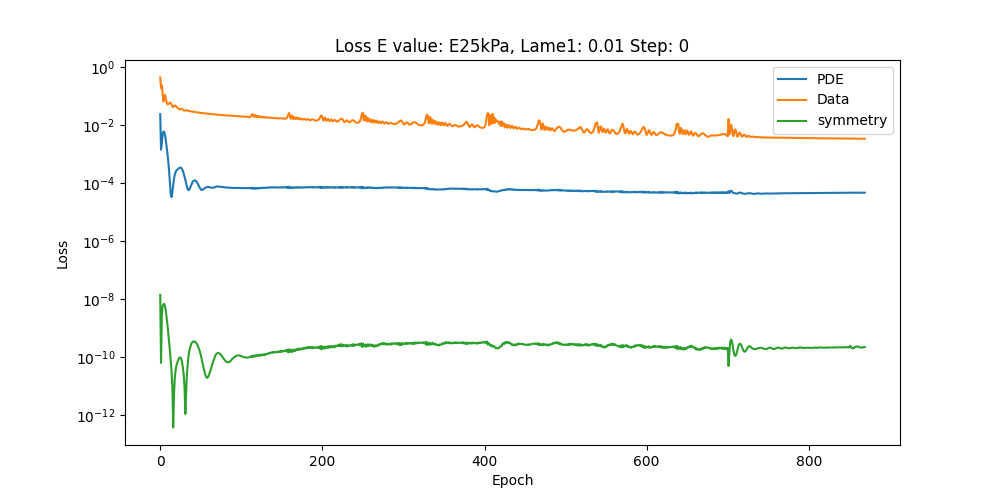 Loss E value: E25kPa, Lame1: 0.01 Step: 0
PDE
Data
symmetry
10^0
10^-2
10^-4
10^-6
10^-8
10^-10
10^-12
Loss
0 200 400 600 800
Epoch